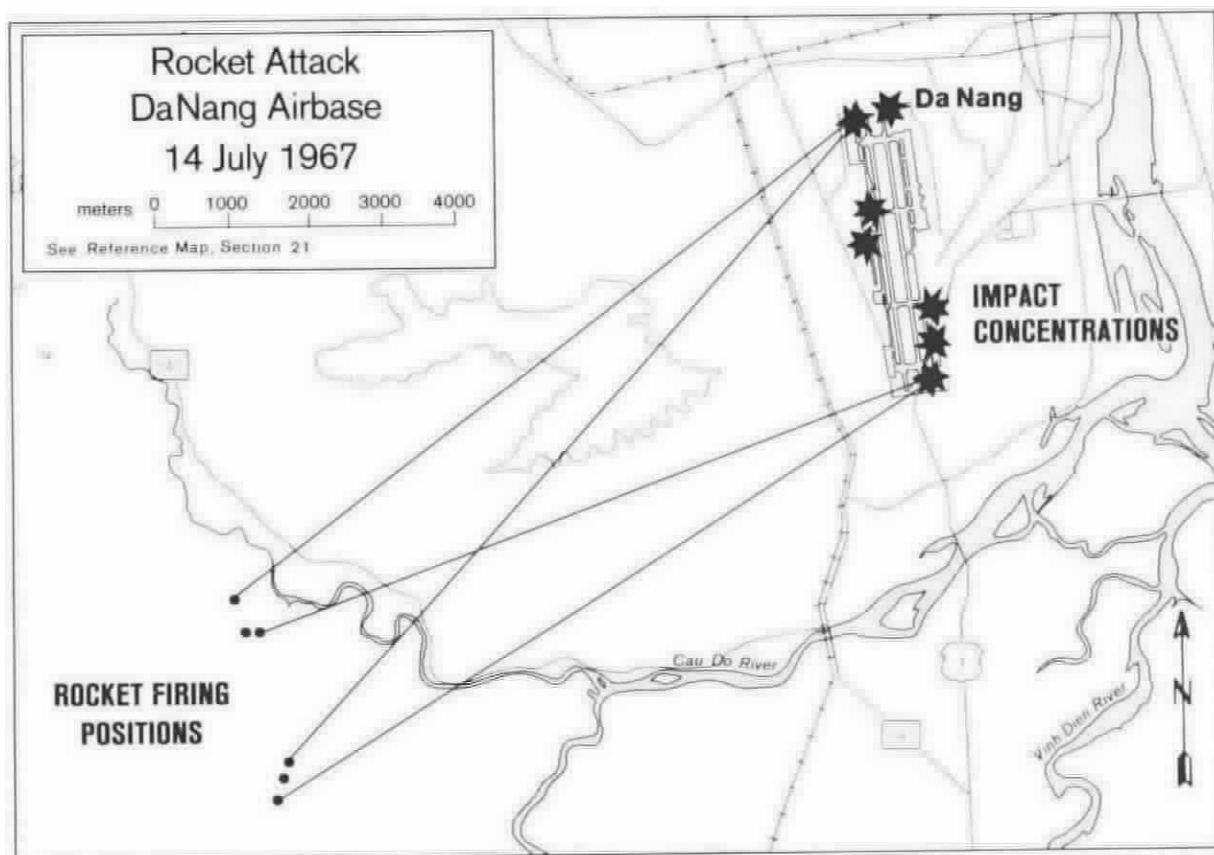 Rocket Attack
DaNang Airbase
14 July 1967
meters 0 1000 2000 3000 4000
See Reference Map, Section 21
Da Nang
IMPACT
CONCENTRATIONS
ROCKET FIRING
POSITIONS
Cau Do River
1
Vinh Dien River
N